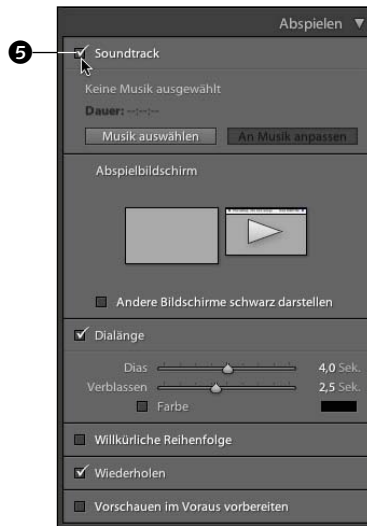 Abspielen
5
Soundtrack
Keine Musik ausgewählt
Dauer: --:--:--
Musik auswählen An Musik anpassen
Abspielbildschirm
Andere Bildschirme schwarz darstellen
Dialänge
Dias 4,0 Sek.
Verblassen 2,5 Sek.
Farbe
Willkürliche Reihenfolge
Wiederholen
Vorschauen im Voraus vorbereiten